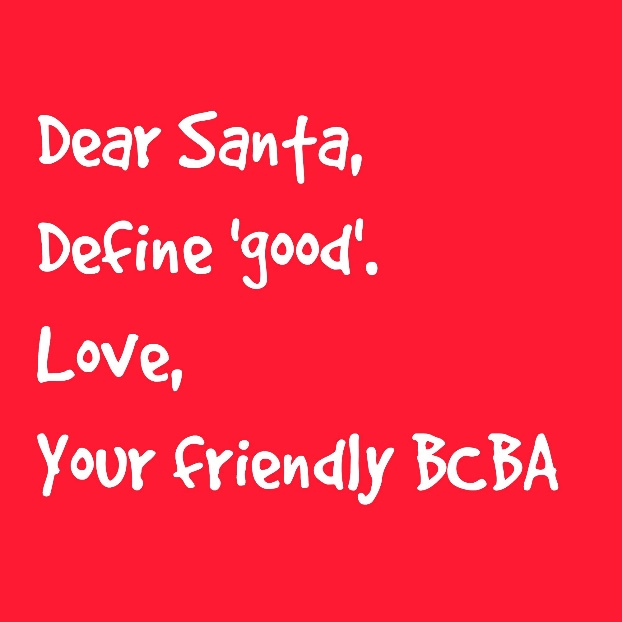 Dear Santa,
Define 'good'.
Love,
Your friendly BCBA